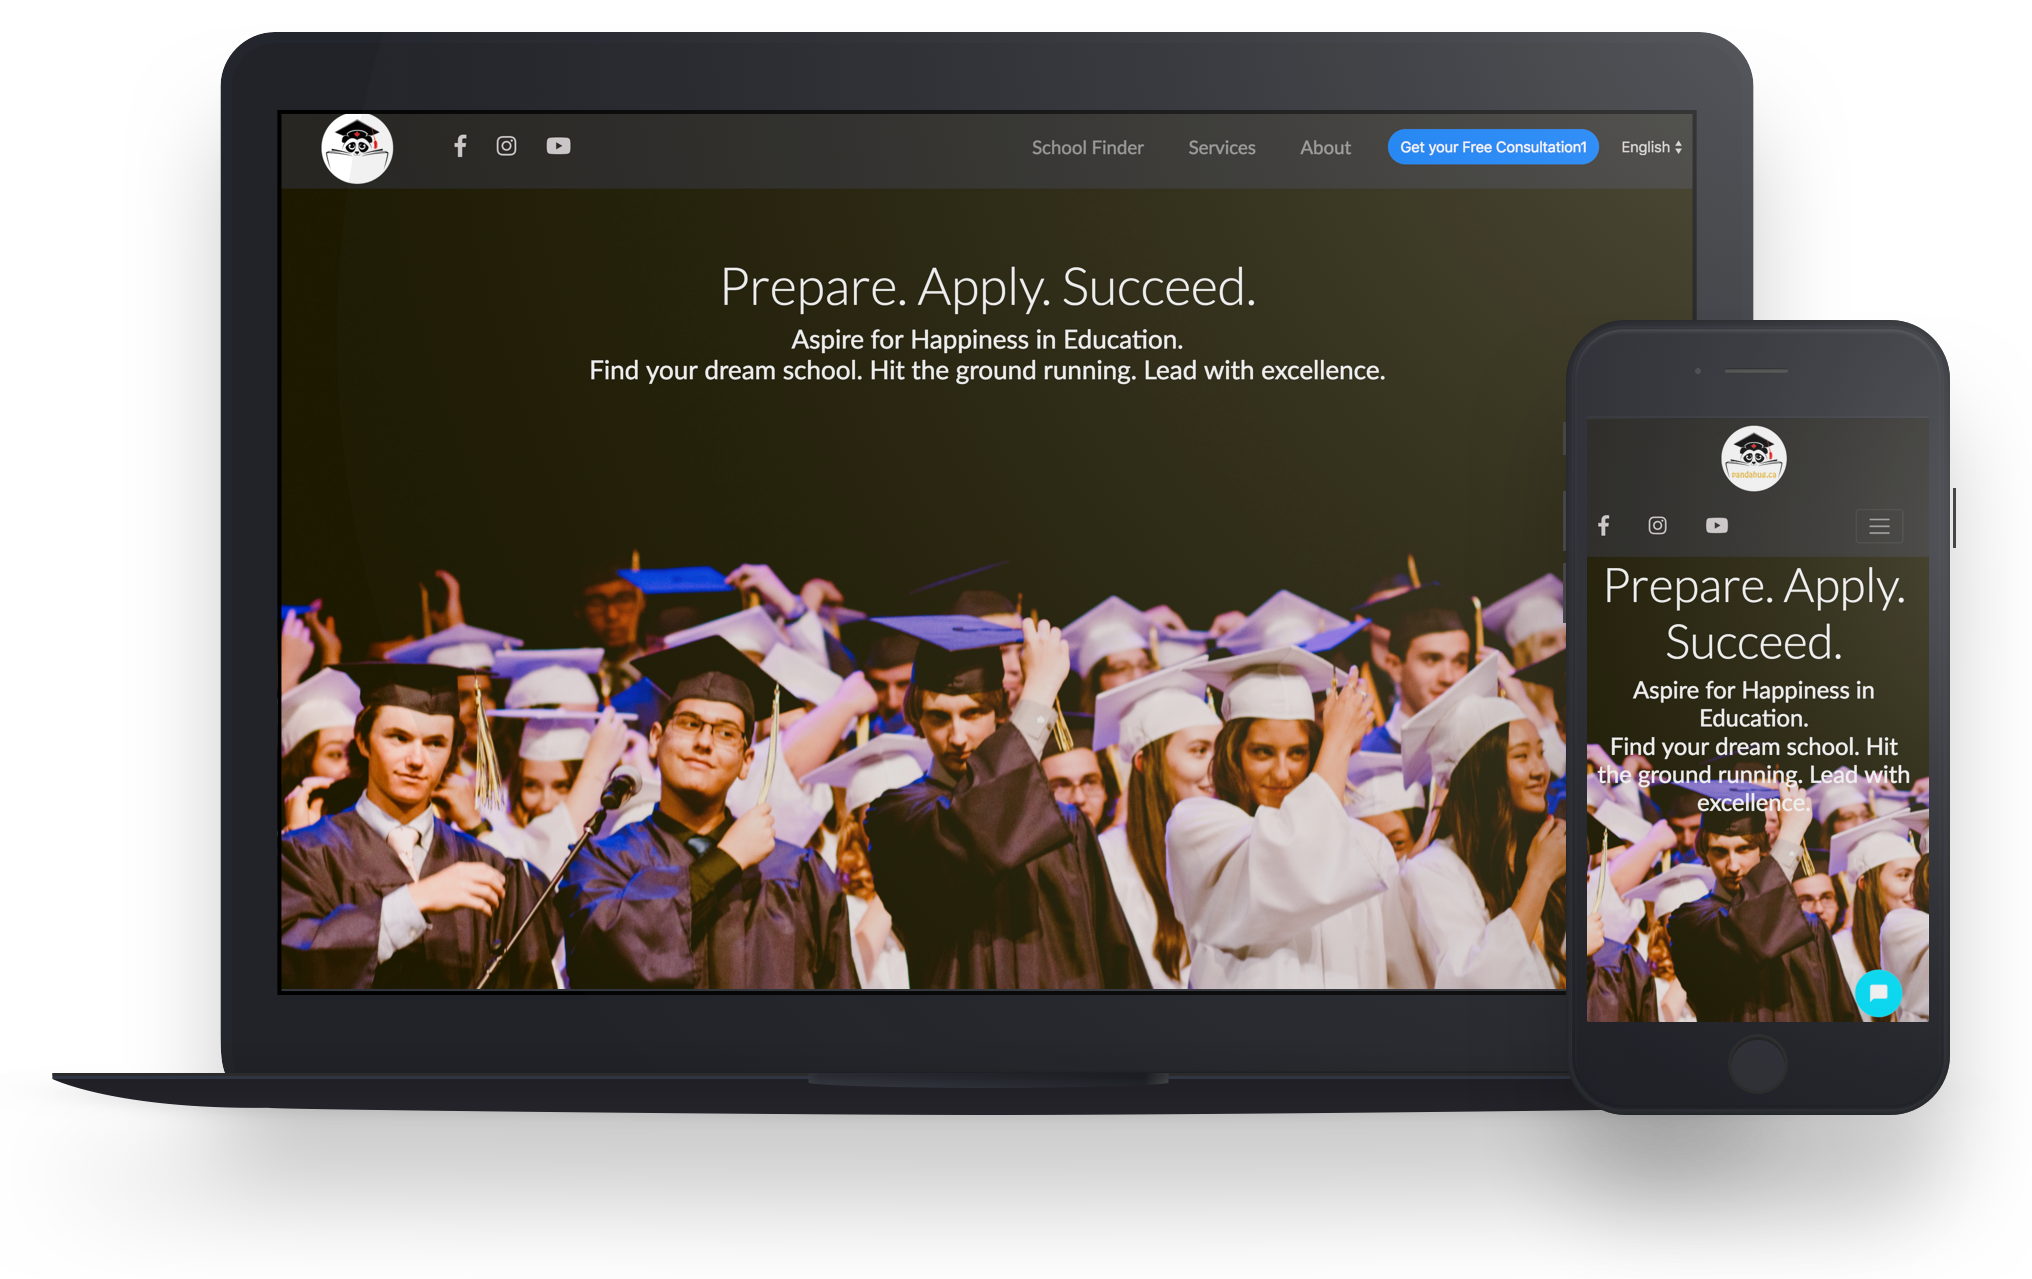 School Finder
Services
About
Get your Free Consultation1
English
Prepare. Apply. Succeed.
Aspire for Happiness in Education.
Find your dream school. Hit the ground running. Lead with excellence.
pandahug.ca
Prepare. Apply.
Succeed.
Aspire for Happiness in
Education.
Find your dream school. Hit
the ground running. Lead with
excellence.